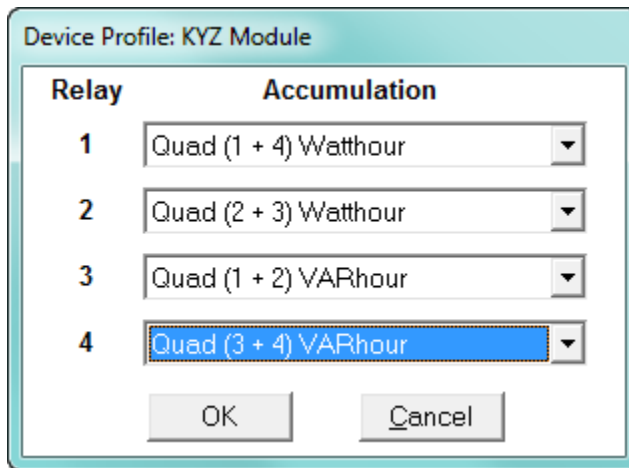 Device Profile: KYZ Module
Relay Accumulation
1 Quad (1 + 4) Watthour
2 Quad (2 + 3) Watthour
3 Quad (1 + 2) VARhour
4 Quad (3 + 4) VARhour
OK Cancel